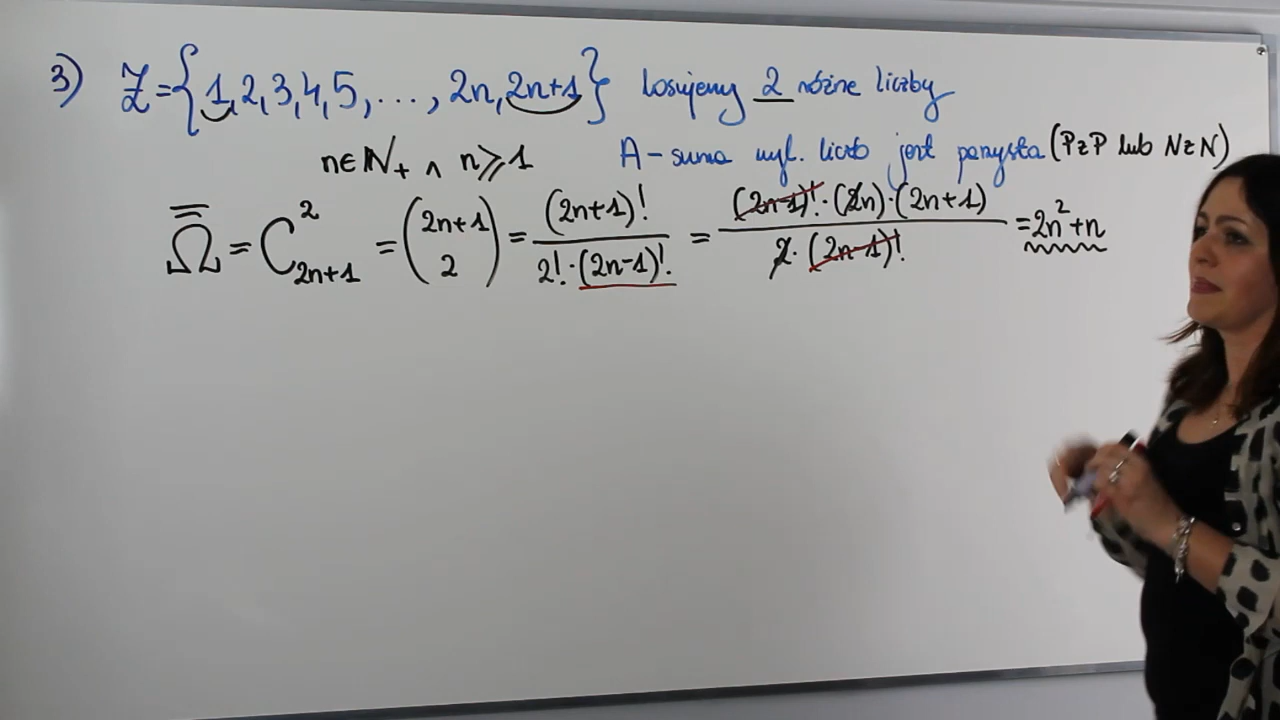 3) Z={1,2,3,4,5,...,2n,2n+1} losujemy 2 różne liczby
n∈N₊ ∧ n⩾1 A-suma wyl. liczb jest parzysta (PzP lub NzN)
Ω̿ = C²₂ₙ₊₁ = (2n+1 2) = (2n+1)! / 2!·(2n-1)! = (2n-1)!·(2n)·(2n+1) / 2·(2n-1)! = 2n²+n